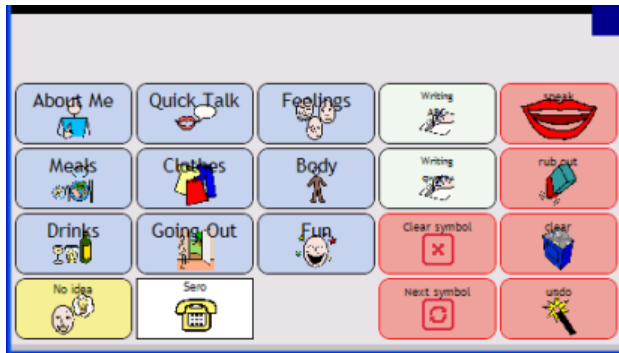 About Me Quick Talk Feelings Writing speak
ABC
Meals Clothes Body Writing rub out
Drinks Going Out Fun Clear symbol clear
No idea Sero Next symbol undo